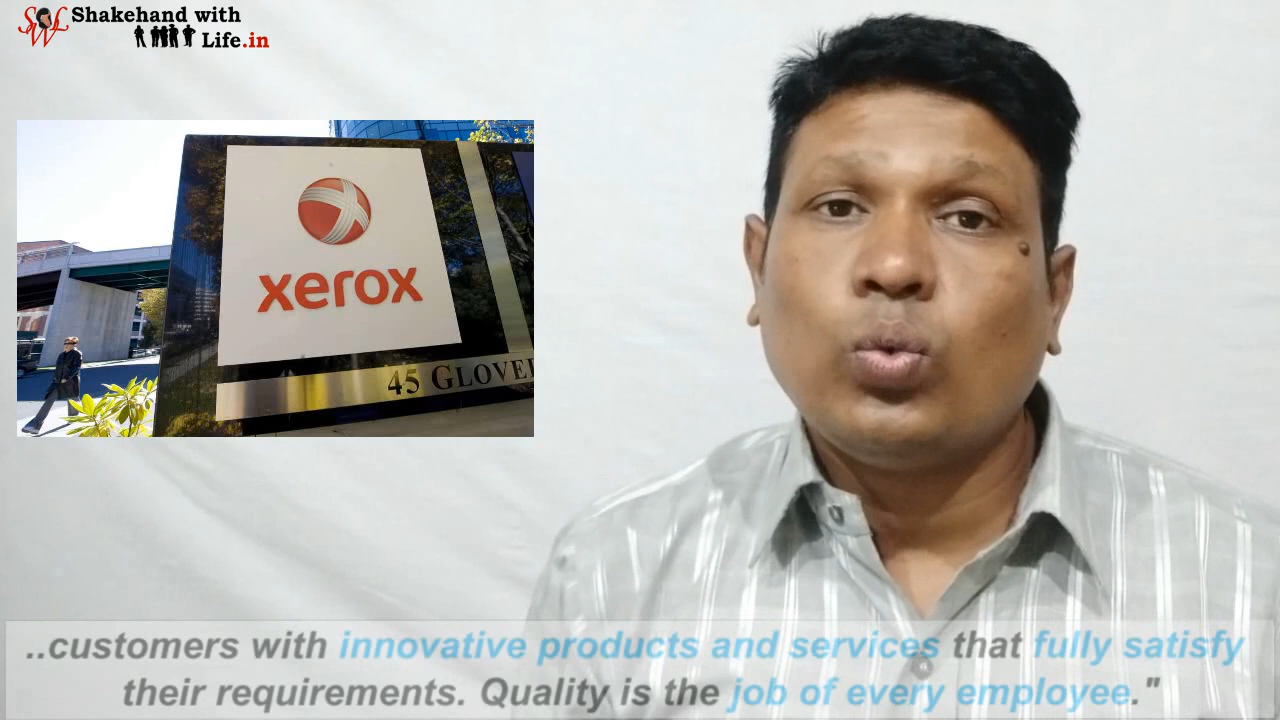 SWL
Shakehand with
Life.in
xerox
45 GLOVE
..customers with innovative products and services that fully satisfy
their requirements. Quality is the job of every employee."